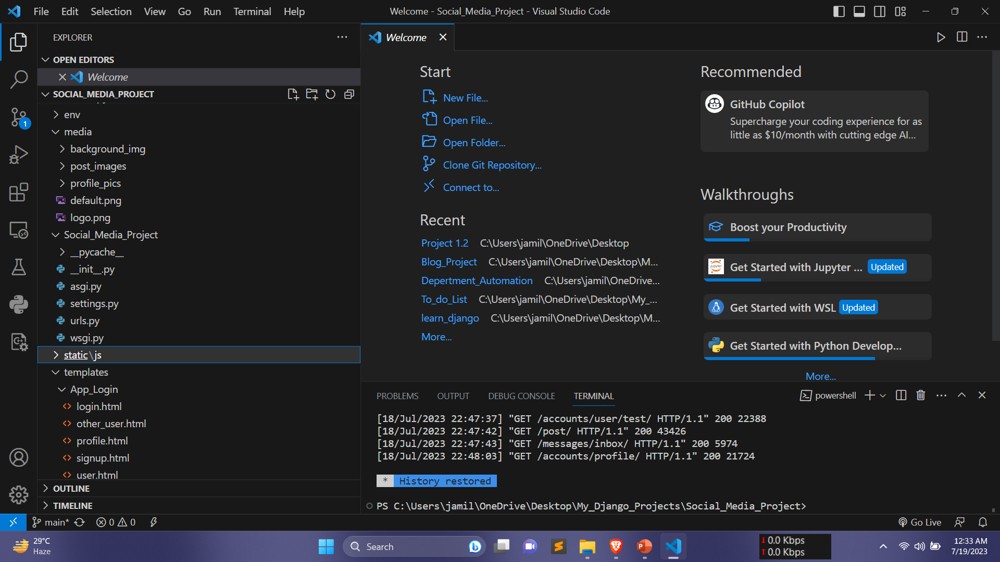 File Edit Selection View Go Run Terminal Help
Welcome - Social_Media_Project - Visual Studio Code
EXPLORER
OPEN EDITORS
Welcome
SOCIAL_MEDIA_PROJECT
env
media
background_img
post_images
profile_pics
default.png
logo.png
Social_Media_Project
__pycache__
__init__.py
asgi.py
settings.py
urls.py
wsgi.py
static\js
templates
App_Login
login.html
other_user.html
profile.html
signup.html
user.html
OUTLINE
TIMELINE
1
Welcome
Start
New File...
Open File...
Open Folder...
Clone Git Repository...
Connect to...
Recent
Project 1.2 C:\Users\jamil\OneDrive\Desktop
Blog_Project C:\Users\jamil\OneDrive\Desktop\M...
Depertment_Automation C:\Users\jamil\OneDrive...
To_do_List C:\Users\jamil\OneDrive\Desktop\My_...
learn_django C:\Users\jamil\OneDrive\Desktop\M...
More...
Recommended
GitHub Copilot
Supercharge your coding experience for as
little as $10/month with cutting edge AI...
Walkthroughs
Boost your Productivity
jupyter
Get Started with Jupyter ... Updated
Get Started with WSL Updated
Get Started with Python Develop...
More...
PROBLEMS OUTPUT DEBUG CONSOLE TERMINAL
powershell
[18/Jul/2023 22:47:37] "GET /accounts/user/test/ HTTP/1.1" 200 22388
[18/Jul/2023 22:47:42] "GET /post/ HTTP/1.1" 200 43426
[18/Jul/2023 22:47:43] "GET /messages/inbox/ HTTP/1.1" 200 5974
[18/Jul/2023 22:48:03] "GET /accounts/profile/ HTTP/1.1" 200 21724
* History restored
PS C:\Users\jamil\OneDrive\Desktop\My_Django_Projects\Social_Media_Project>
main* 0 0
Go Live
29°C
Haze
Search
0.0 Kbps
0.0 Kbps
12:33 AM
7/19/2023